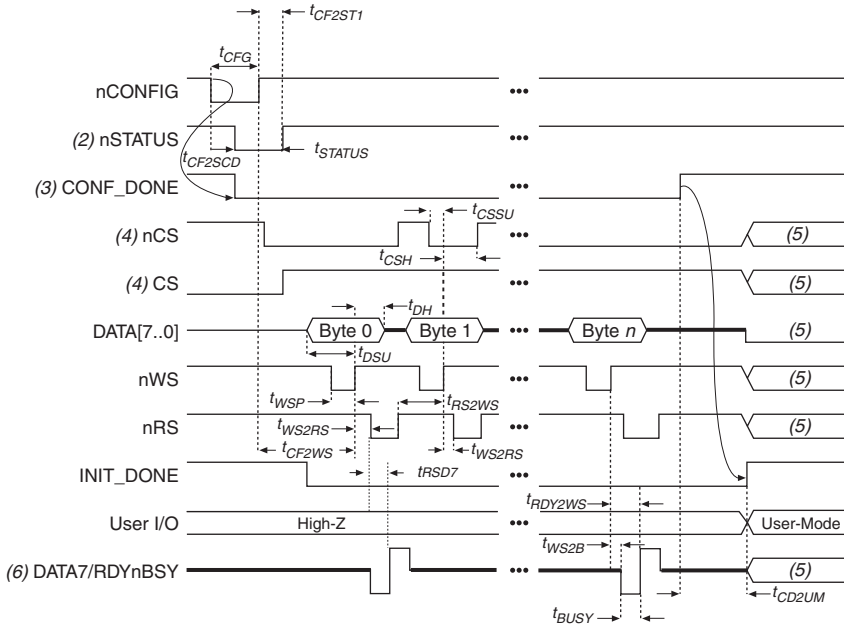 tCF2ST1
tCFG
nCONFIG
(2) nSTATUS
tSTATUS
tCF2SCD
(3) CONF_DONE
tCSSU
(4) nCS
(5)
tCSH
(4) CS
(5)
tDH
DATA[7..0]
Byte 0
Byte 1
Byte n
(5)
tDSU
nWS
(5)
tWSP
tRS2WS
nRS
(5)
tWS2RS
tCF2WS
tWS2RS
tRSD7
INIT_DONE
tRDY2WS
User I/O
High-Z
User-Mode
tWS2B
(6) DATA7/RDYnBSY
(5)
tCD2UM
tBUSY